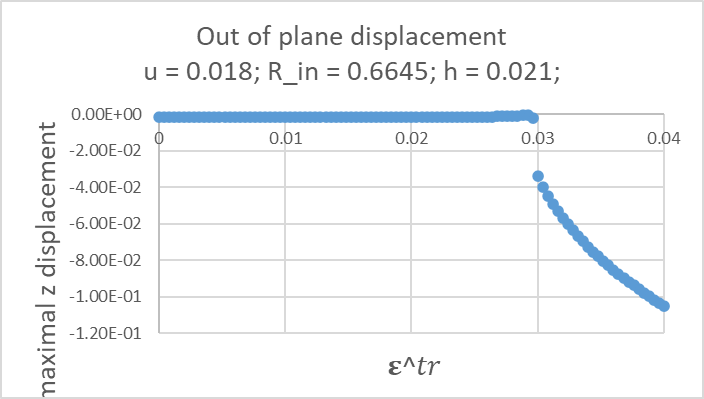 Out of plane displacement
u = 0.018; R_in = 0.6645; h = 0.021;
maximal z displacement
0.00E+00
-2.00E-02
-4.00E-02
-6.00E-02
-8.00E-02
-1.00E-01
-1.20E-01
0 0.01 0.02 0.03 0.04
ε^tr